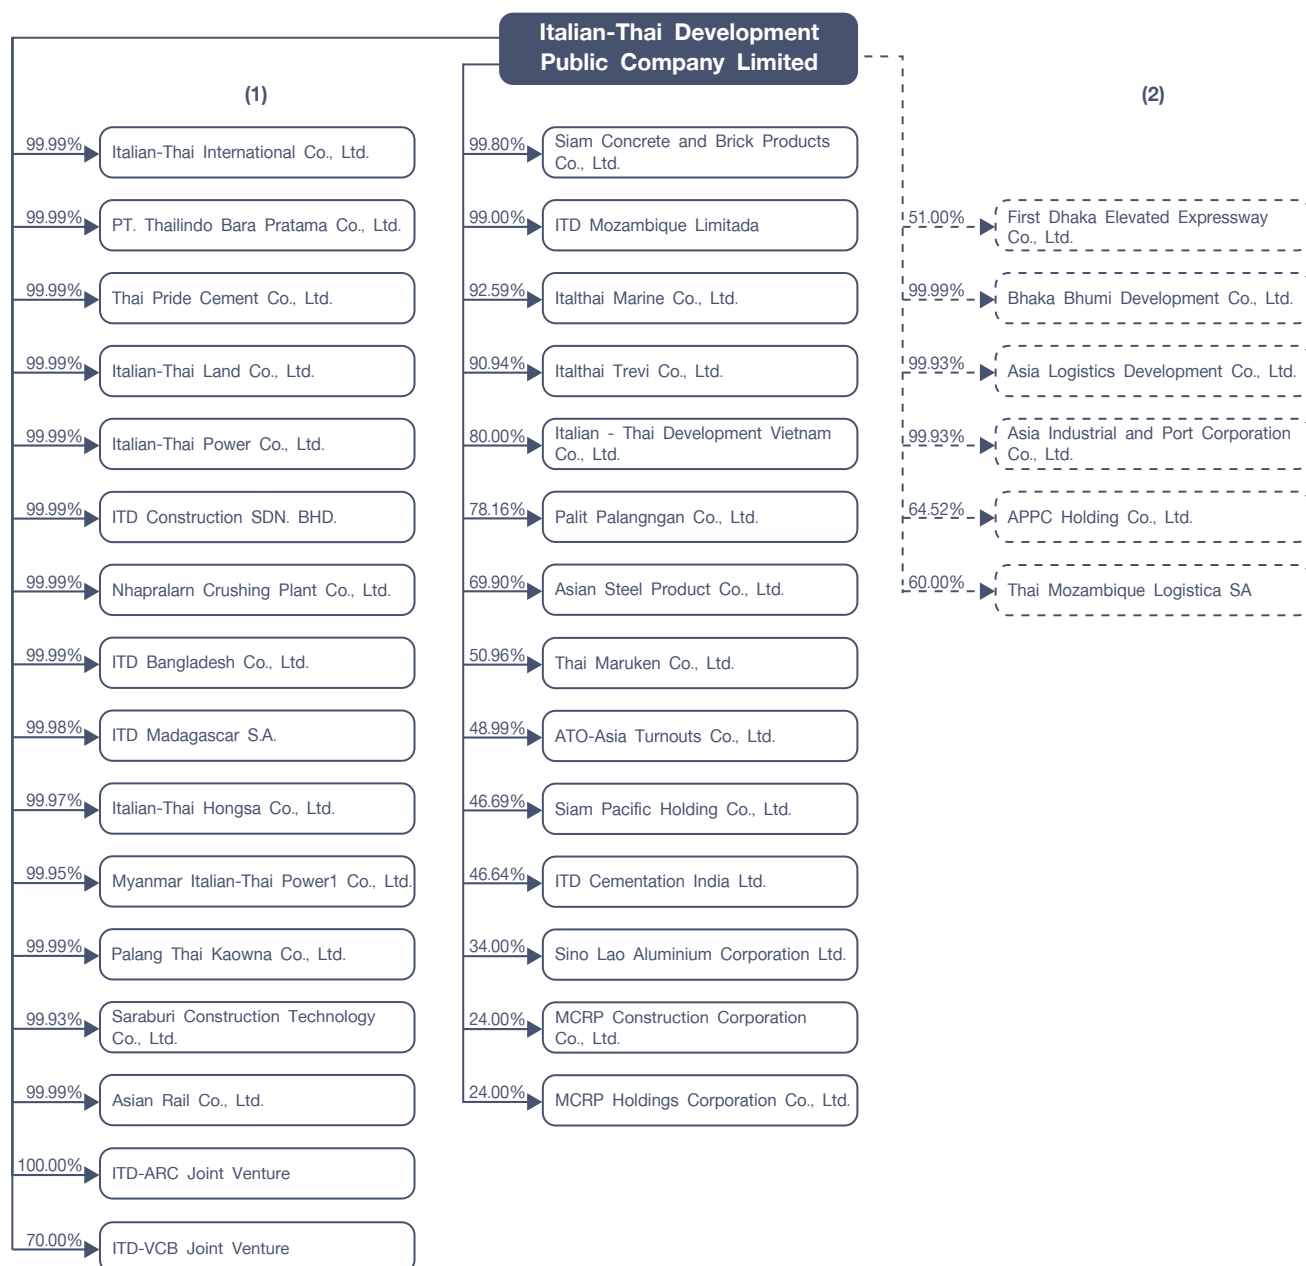 Italian-Thai Development
Public Company Limited
(1)
99.99%
Italian-Thai International Co., Ltd.
99.99%
PT. Thailindo Bara Pratama Co., Ltd.
99.99%
Thai Pride Cement Co., Ltd.
99.99%
Italian-Thai Land Co., Ltd.
99.99%
Italian-Thai Power Co., Ltd.
99.99%
ITD Construction SDN. BHD.
99.99%
Nhapralarn Crushing Plant Co., Ltd.
99.99%
ITD Bangladesh Co., Ltd.
99.98%
ITD Madagascar S.A.
99.97%
Italian-Thai Hongsa Co., Ltd.
99.95%
Myanmar Italian-Thai Power1 Co., Ltd.
99.99%
Palang Thai Kaowna Co., Ltd.
99.93%
Saraburi Construction Technology
Co., Ltd.
99.99%
Asian Rail Co., Ltd.
100.00%
ITD-ARC Joint Venture
70.00%
ITD-VCB Joint Venture
99.80%
Siam Concrete and Brick Products
Co., Ltd.
99.00%
ITD Mozambique Limitada
92.59%
Italthai Marine Co., Ltd.
90.94%
Italthai Trevi Co., Ltd.
80.00%
Italian - Thai Development Vietnam
Co., Ltd.
78.16%
Palit Palangngan Co., Ltd.
69.90%
Asian Steel Product Co., Ltd.
50.96%
Thai Maruken Co., Ltd.
48.99%
ATO-Asia Turnouts Co., Ltd.
46.69%
Siam Pacific Holding Co., Ltd.
46.64%
ITD Cementation India Ltd.
34.00%
Sino Lao Aluminium Corporation Ltd.
24.00%
MCRP Construction Corporation
Co., Ltd.
24.00%
MCRP Holdings Corporation Co., Ltd.
(2)
51.00%
First Dhaka Elevated Expressway
Co., Ltd.
99.99%
Bhaka Bhumi Development Co., Ltd.
99.93%
Asia Logistics Development Co., Ltd.
99.93%
Asia Industrial and Port Corporation
Co., Ltd.
64.52%
APPC Holding Co., Ltd.
60.00%
Thai Mozambique Logistica SA